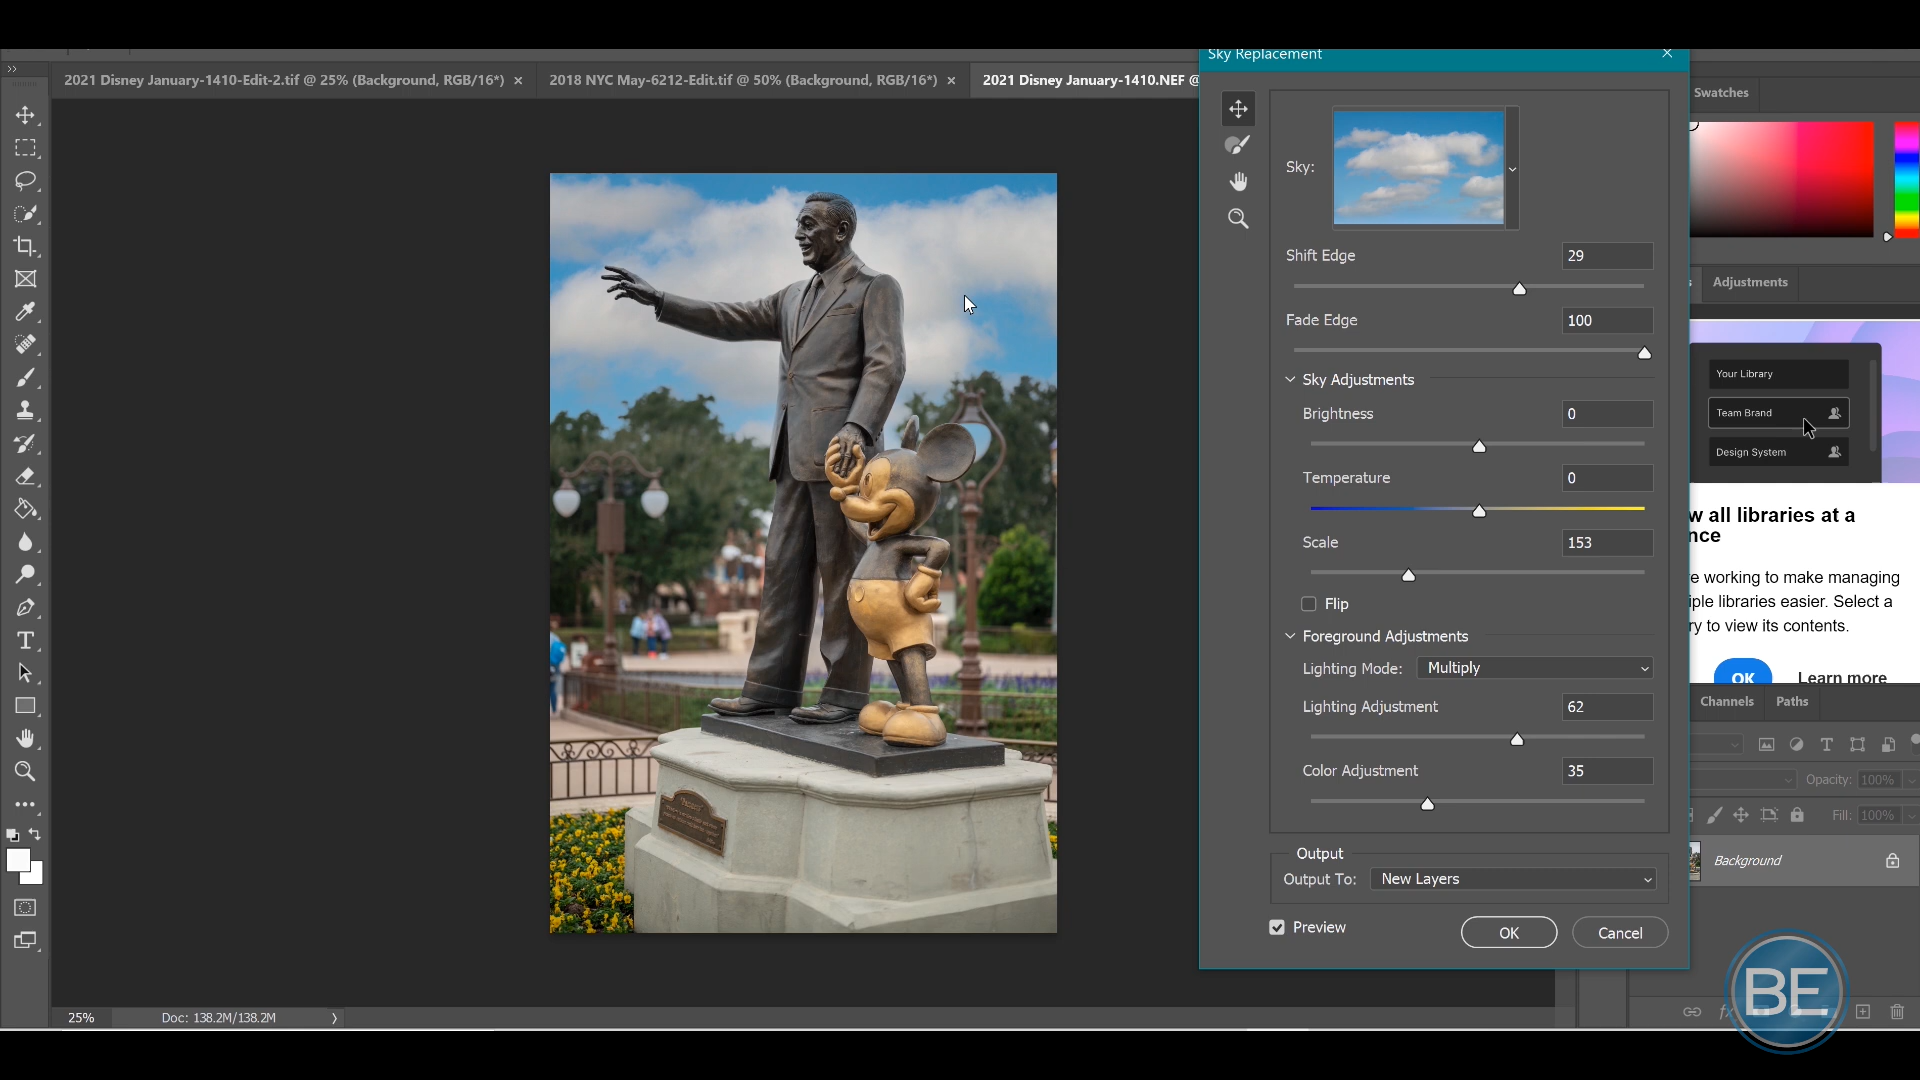 Sky Replacement
2021 Disney January-1410-Edit-2.tif @ 25% (Background, RGB/16*) ×
2018 NYC May-6212-Edit.tif @ 50% (Background, RGB/16*) ×
2021 Disney January-1410.NEF @
Swatches
Sky:
Shift Edge 29
Fade Edge 100
Sky Adjustments
Brightness 0
Temperature 0
Scale 153
Flip
Foreground Adjustments
Lighting Mode: Multiply
Lighting Adjustment 62
Color Adjustment 35
Output
Output To: New Layers
Preview
OK
Cancel
Adjustments
Your Library
Team Brand
Design System
w all libraries at a
nce
e working to make managing
iple libraries easier. Select a
ry to view its contents.
OK
Learn more
Channels
Paths
Opacity: 100%
Fill: 100%
Background
fx
BE
25%
Doc: 138.2M/138.2M